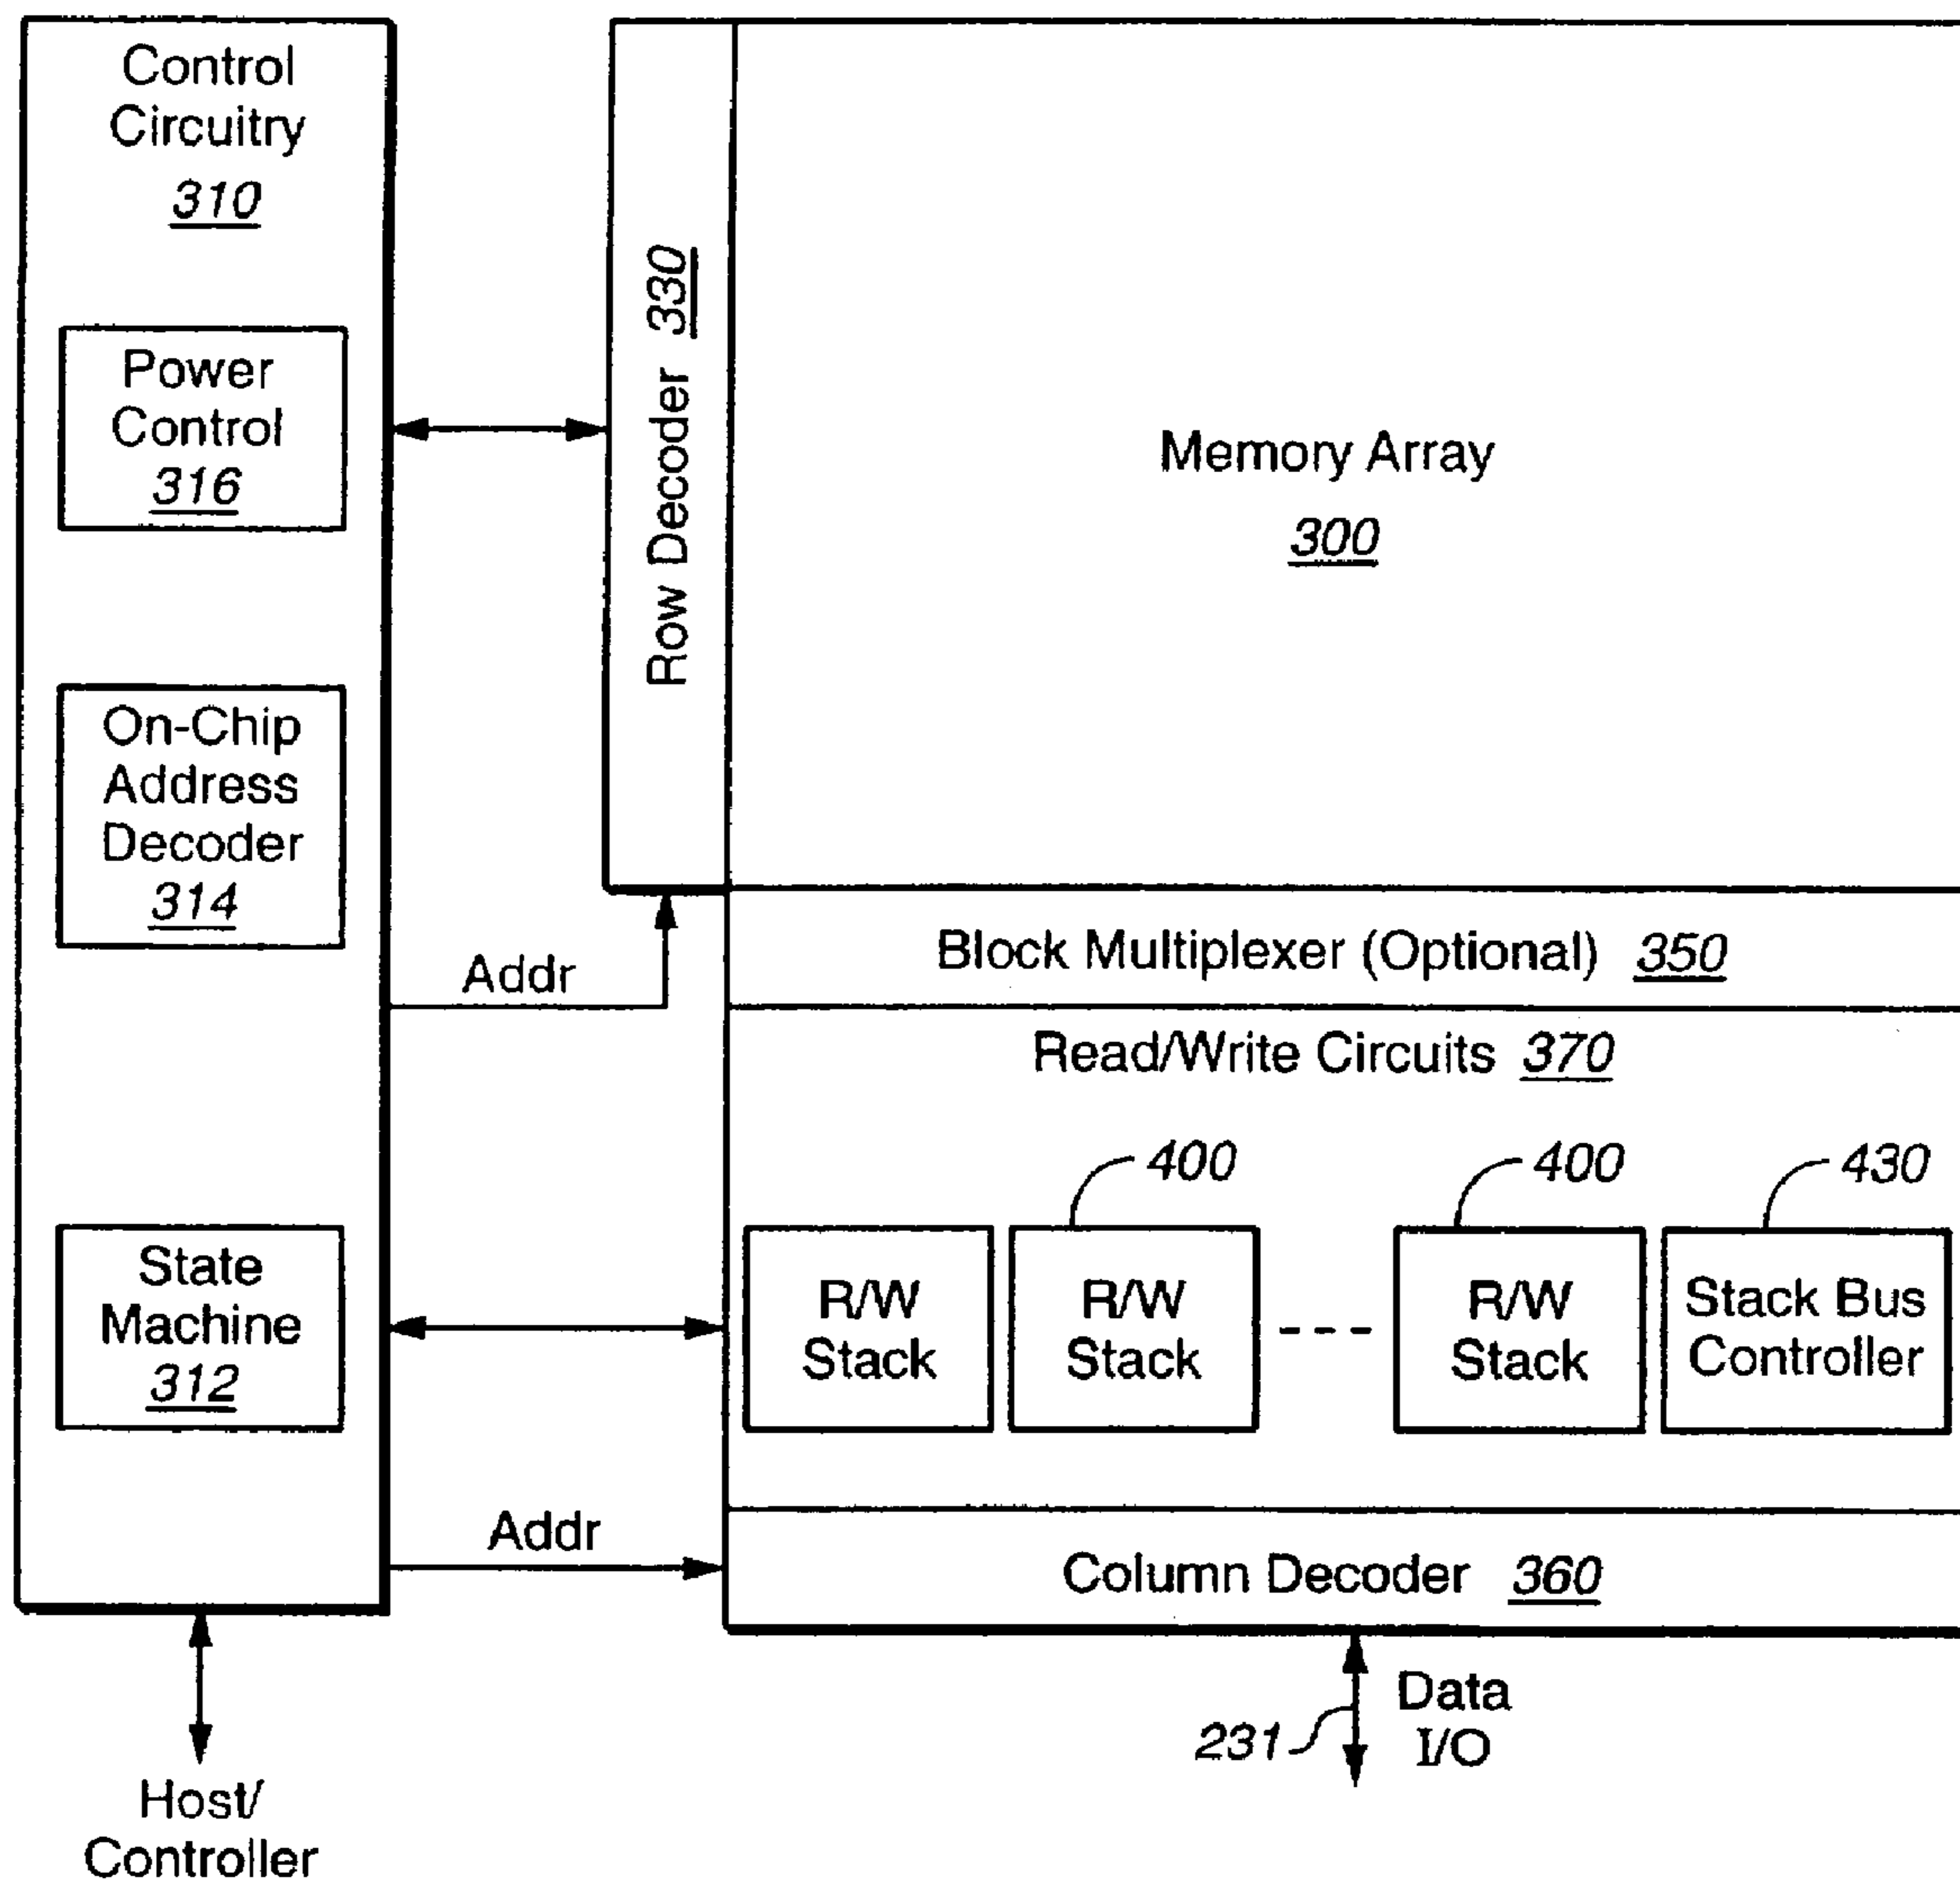 Control
Circuitry
310
Power
Control
316
On-Chip
Address
Decoder
314
State
Machine
312
Host/
Controller
Row Decoder 330
Addr
Addr
Memory Array
300
Block Multiplexer (Optional) 350
Read/Write Circuits 370
400
400
430
R/W
Stack
R/W
Stack
R/W
Stack
Stack Bus
Controller
Column Decoder 360
231
Data
I/O